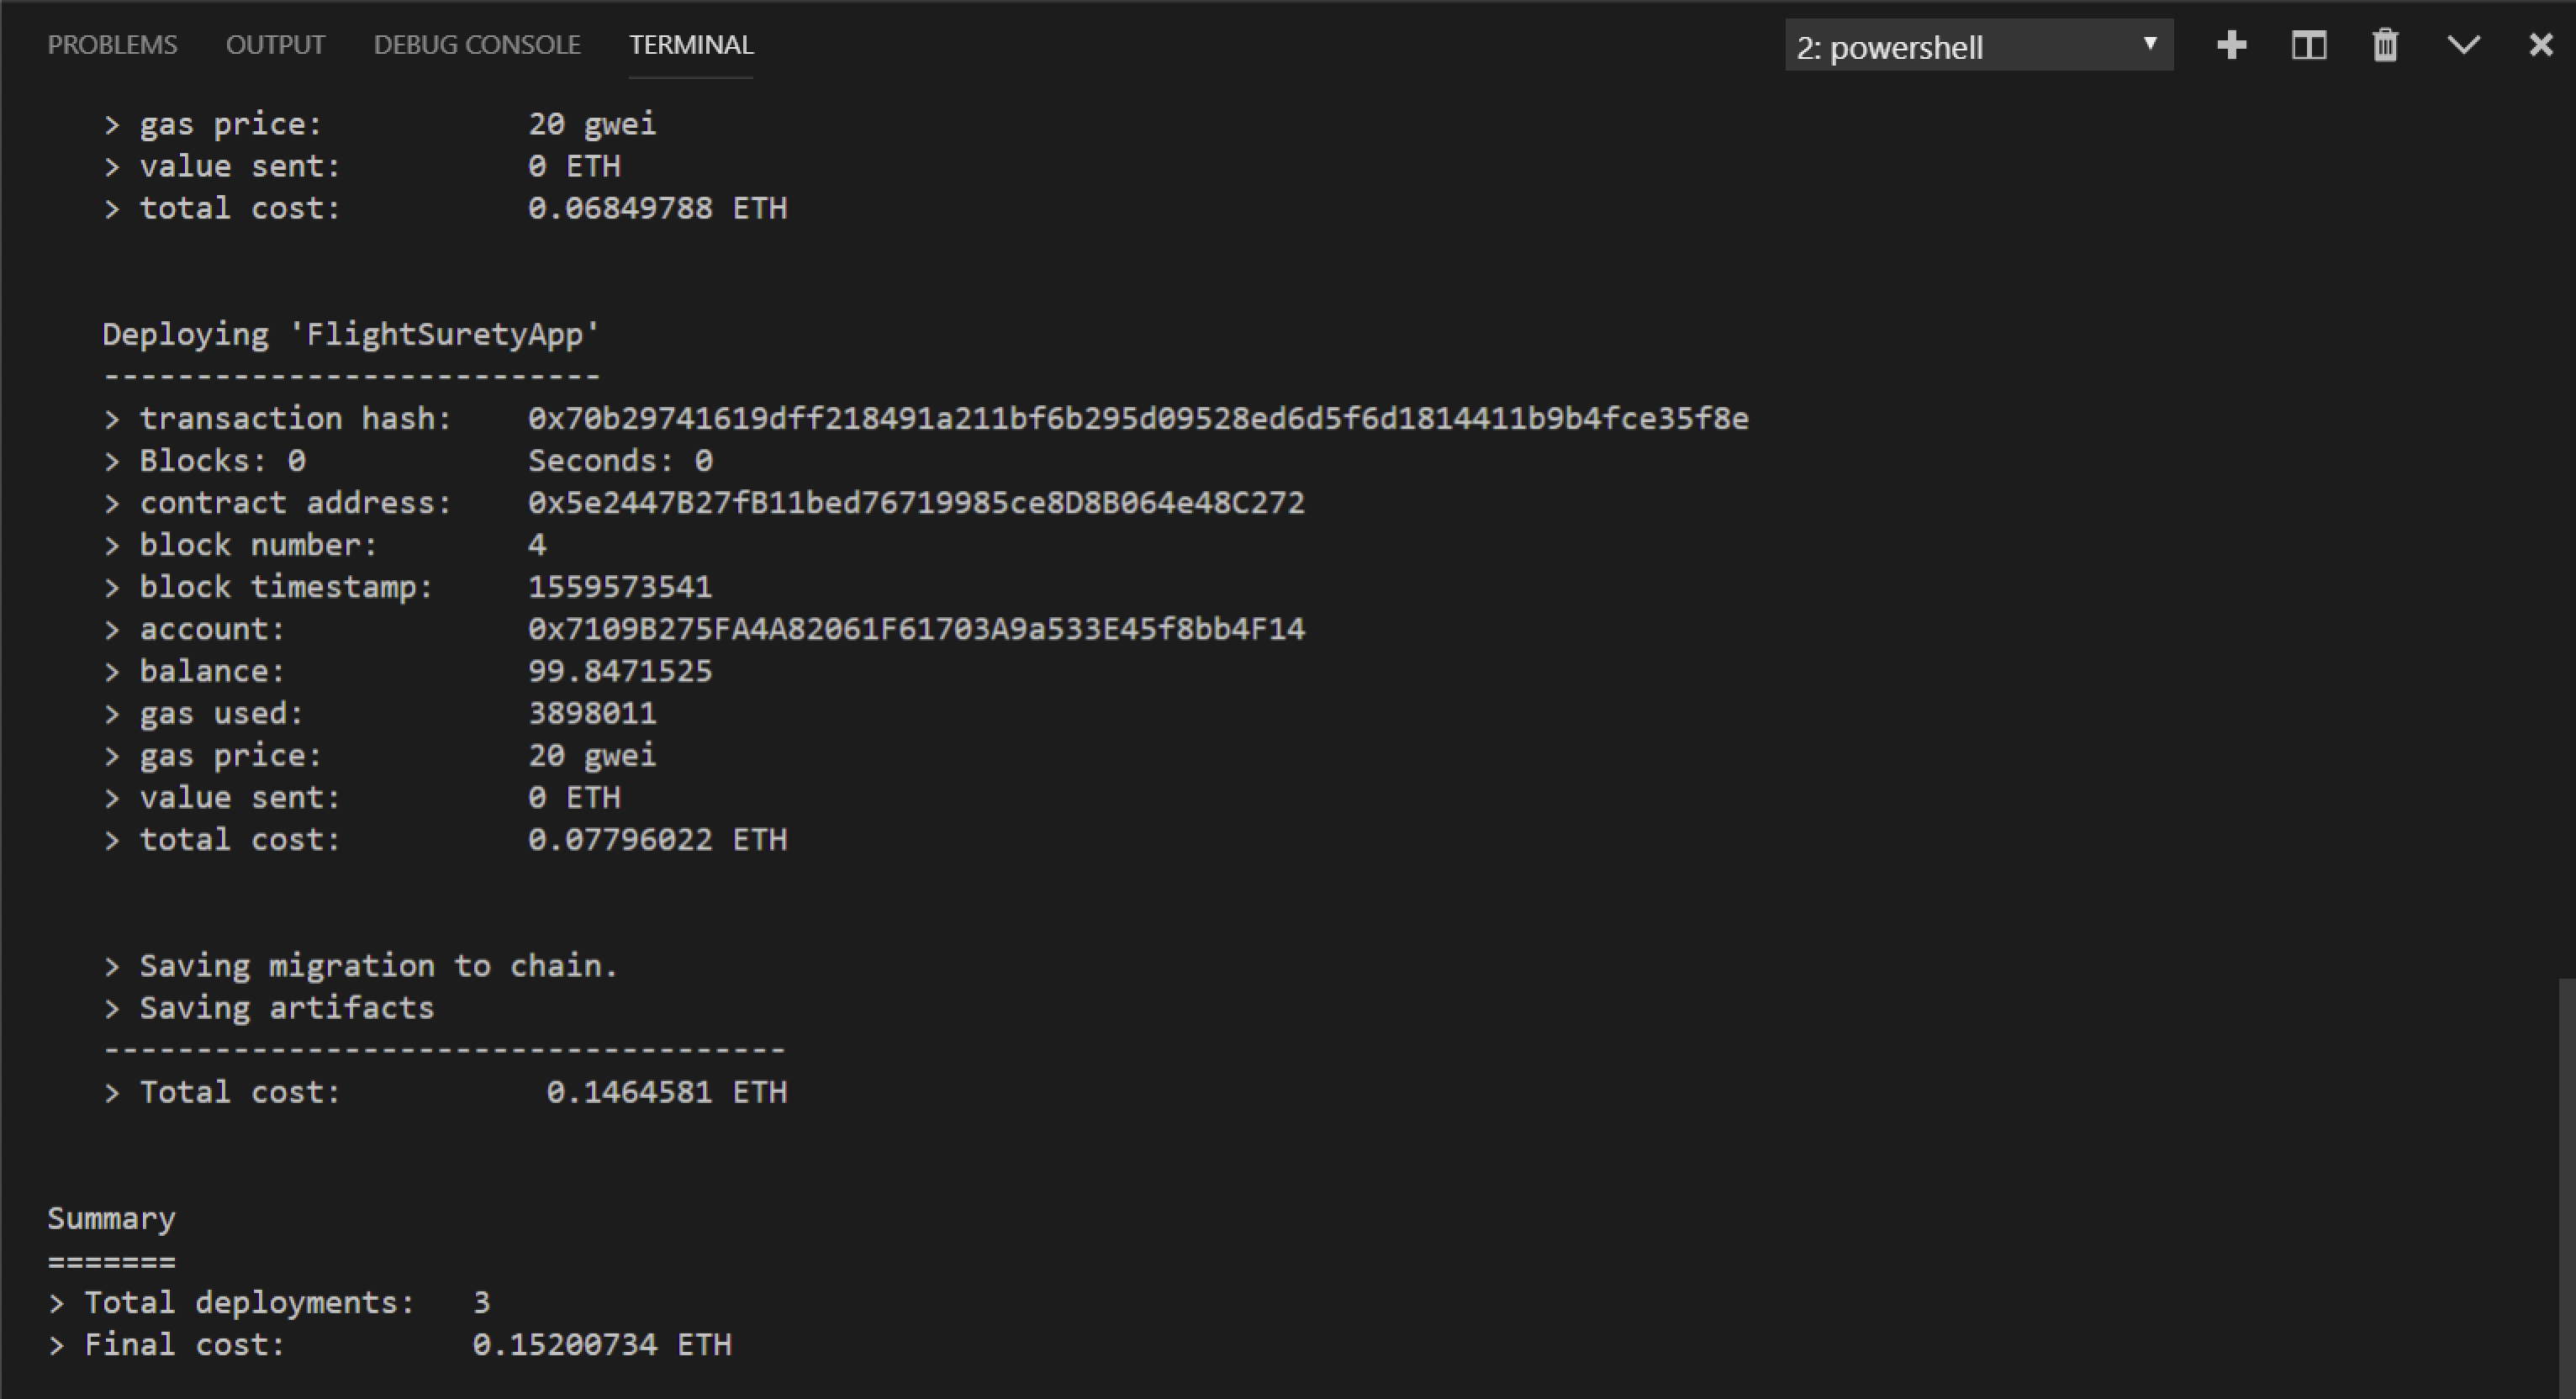 PROBLEMS OUTPUT DEBUG CONSOLE TERMINAL 2: powershell
> gas price: 20 gwei
> value sent: 0 ETH
> total cost: 0.06849788 ETH
Deploying 'FlightSuretyApp'
---------------------------
> transaction hash: 0x70b29741619dff218491a211bf6b295d09528ed6d5f6d1814411b9b4fce35f8e
> Blocks: 0 Seconds: 0
> contract address: 0x5e2447B27fB11bed76719985ce8D8B064e48C272
> block number: 4
> block timestamp: 1559573541
> account: 0x7109B275FA4A82061F61703A9a533E45f8bb4F14
> balance: 99.8471525
> gas used: 3898011
> gas price: 20 gwei
> value sent: 0 ETH
> total cost: 0.07796022 ETH
> Saving migration to chain.
> Saving artifacts
-------------------------------------
> Total cost: 0.1464581 ETH
Summary
=======
> Total deployments: 3
> Final cost: 0.15200734 ETH